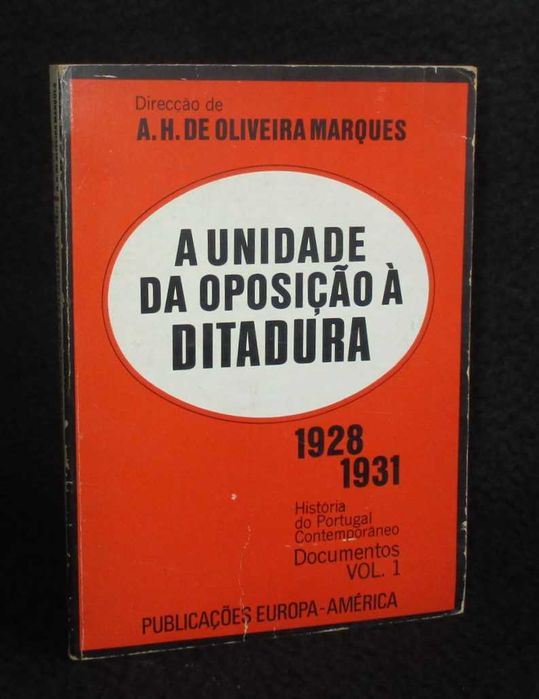 Direcção de
A. H. DE OLIVEIRA MARQUES
A UNIDADE
DA OPOSIÇÃO À
DITADURA
1928
1931
História
do Portugal
Contemporâneo
Documentos
VOL. 1
PUBLICAÇÕES EUROPA-AMÉRICA